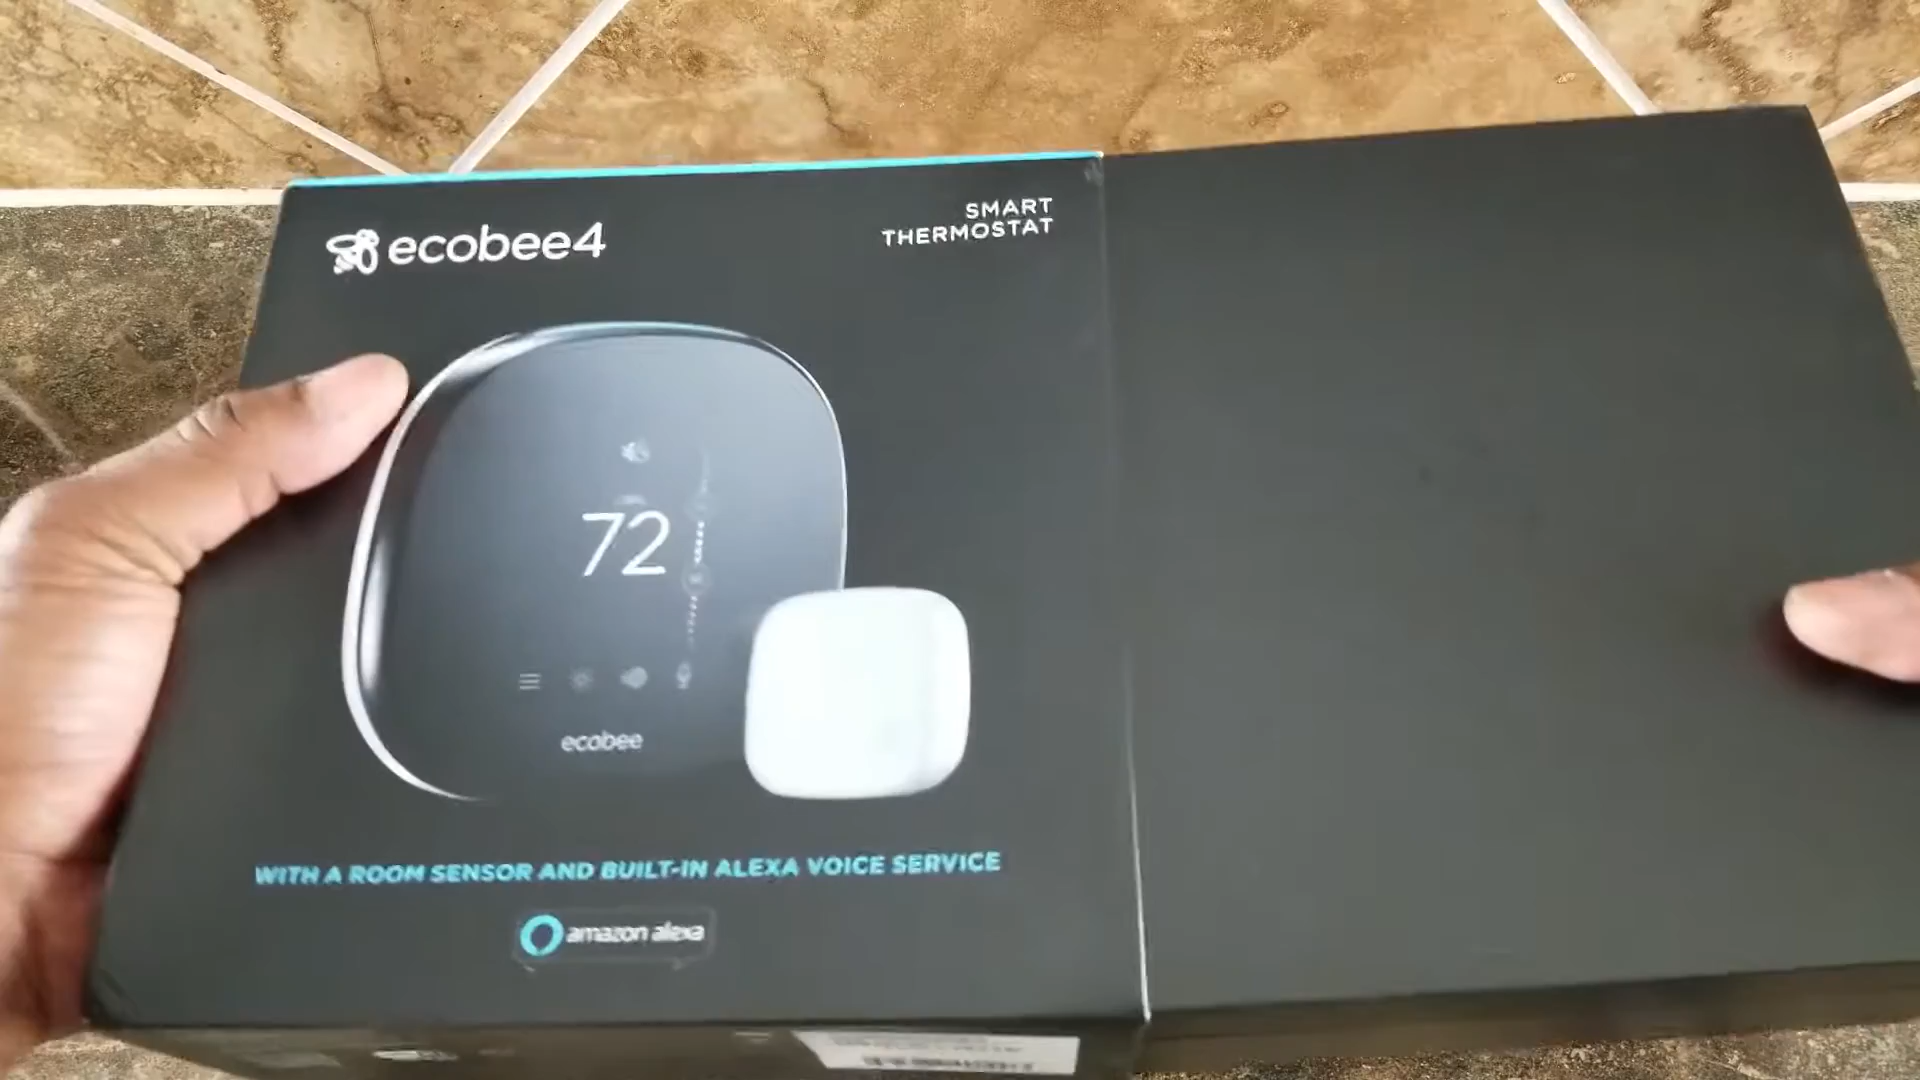 ecobee4
SMART
THERMOSTAT
72
ecobee
WITH A ROOM SENSOR AND BUILT-IN ALEXA VOICE SERVICE
amazon alexa